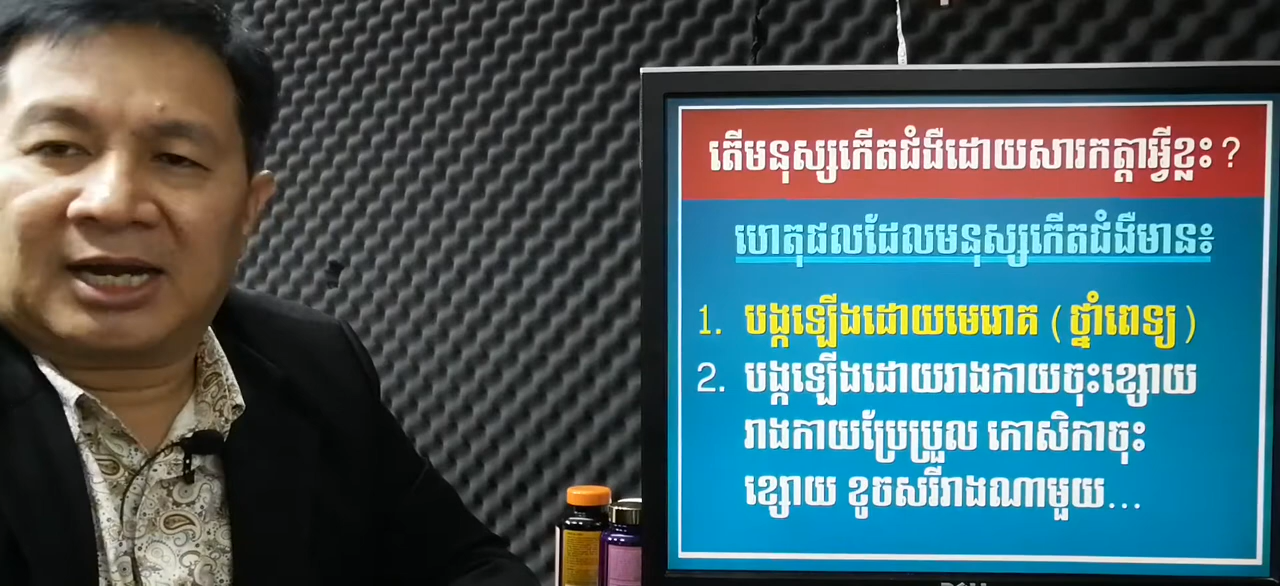 តើមនុស្សកើតជំងឺដោយសារកត្តាអ្វីខ្លះ ?
ហេតុផលដែលមនុស្សកើតជំងឺមាន៖
1. បង្កឡើងដោយមេរោគ ( ថ្នាំពេទ្យ )
2. បង្កឡើងដោយរាងកាយចុះខ្សោយ
រាងកាយប្រែប្រួល កោសិកាចុះ
ខ្សោយ ខូចសរីរាងណាមួយ...